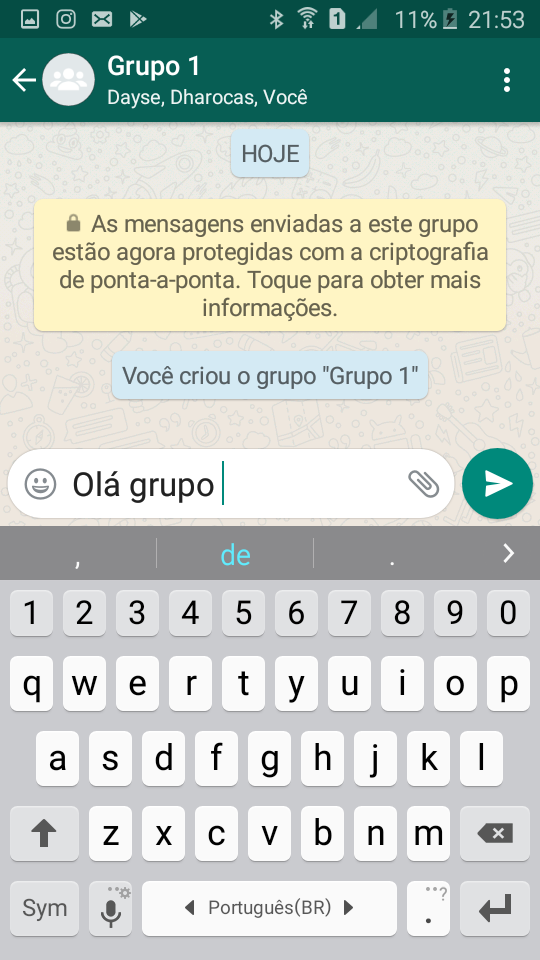 11% 21:53
Grupo 1
Dayse, Dharocas, Você
HOJE
As mensagens enviadas a este grupo
estão agora protegidas com a criptografia
de ponta-a-ponta. Toque para obter mais
informações.
Você criou o grupo "Grupo 1"
Olá grupo
, de .
1 2 3 4 5 6 7 8 9 0
q w e r t y u i o p
a s d f g h j k l
z x c v b n m
Sym Português(BR) . ?